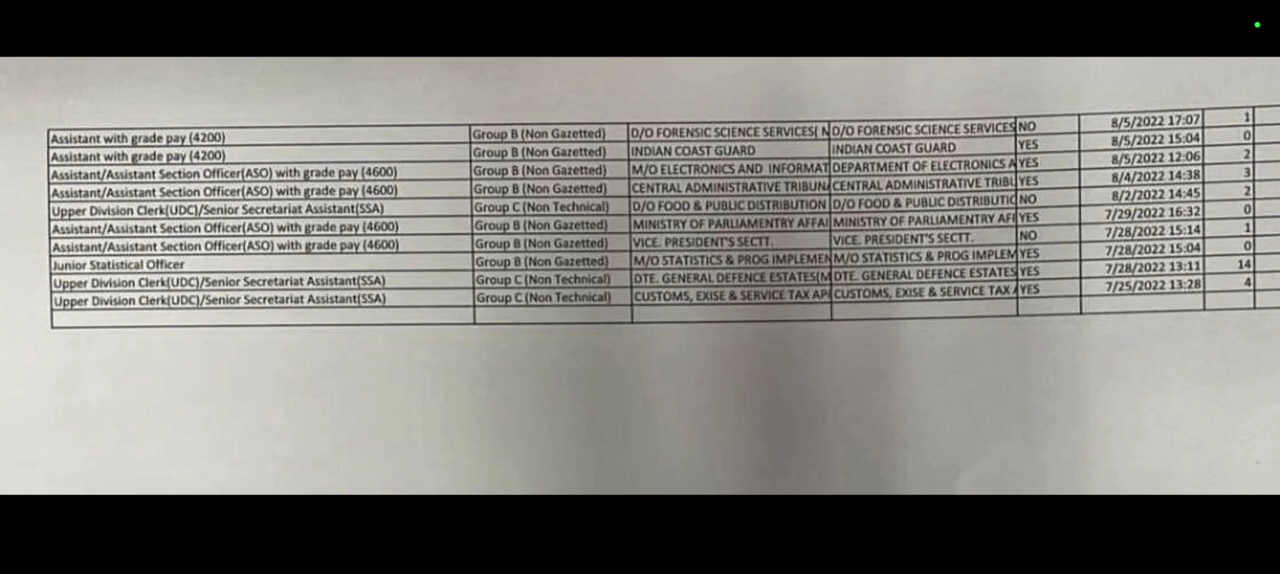 Assistant with grade pay (4200) Group B (Non Gazetted) D/O FORENSIC SCIENCE SERVICES( N D/O FORENSIC SCIENCE SERVICES NO 8/5/2022 17:07 1
Assistant with grade pay (4200) Group B (Non Gazetted) INDIAN COAST GUARD INDIAN COAST GUARD YES 8/5/2022 15:04 0
Assistant/Assistant Section Officer(ASO) with grade pay (4600) Group B (Non Gazetted) M/O ELECTRONICS AND INFORMAT DEPARTMENT OF ELECTRONICS A YES 8/5/2022 12:06 2
Assistant/Assistant Section Officer(ASO) with grade pay (4600) Group B (Non Gazetted) CENTRAL ADMINISTRATIVE TRIBUNA CENTRAL ADMINISTRATIVE TRIBU YES 8/4/2022 14:38 3
Upper Division Clerk(UDC)/Senior Secretariat Assistant(SSA) Group C (Non Technical) D/O FOOD & PUBLIC DISTRIBUTION D/O FOOD & PUBLIC DISTRIBUTIO NO 8/2/2022 14:45 2
Assistant/Assistant Section Officer(ASO) with grade pay (4600) Group B (Non Gazetted) MINISTRY OF PARLIAMENTRY AFFAI MINISTRY OF PARLIAMENTRY AFF YES 7/29/2022 16:32 0
Assistant/Assistant Section Officer(ASO) with grade pay (4600) Group B (Non Gazetted) VICE. PRESIDENT'S SECTT. VICE. PRESIDENT'S SECTT. NO 7/28/2022 15:14 1
Junior Statistical Officer Group B (Non Gazetted) M/O STATISTICS & PROG IMPLEMEN M/O STATISTICS & PROG IMPLEM YES 7/28/2022 15:04 0
Upper Division Clerk(UDC)/Senior Secretariat Assistant(SSA) Group C (Non Technical) DTE. GENERAL DEFENCE ESTATES(M DTE. GENERAL DEFENCE ESTATES YES 7/28/2022 13:11 14
Upper Division Clerk(UDC)/Senior Secretariat Assistant(SSA) Group C (Non Technical) CUSTOMS, EXISE & SERVICE TAX AP CUSTOMS, EXISE & SERVICE TAX A YES 7/25/2022 13:28 4